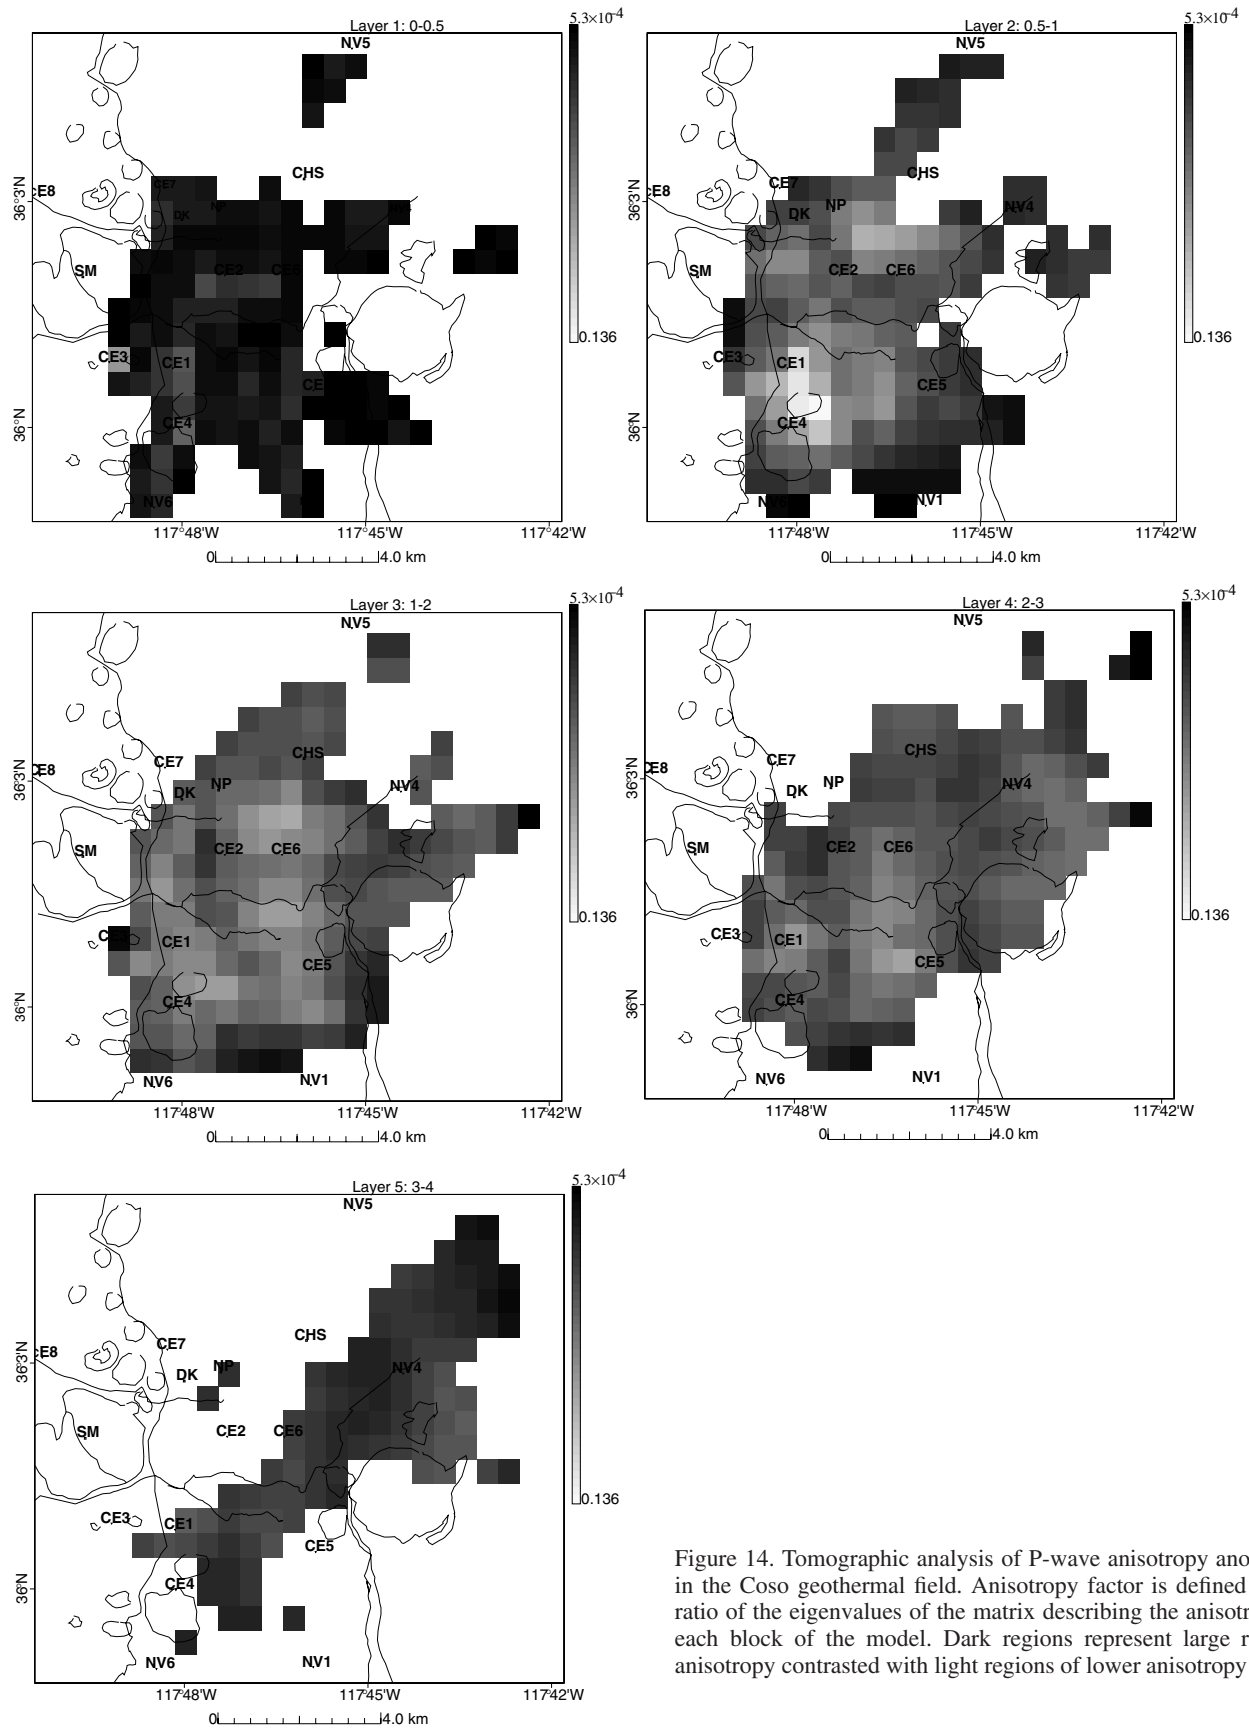 Layer 1: 0-0.5
5.3×10-4
NV5
CHS
CE7
CE8
NP
DK
NV4
36°3'N
SM
CE2
CE6
0.136
CE3
CE1
CE
CE4
36°N
NV6
117°48'W
117°45'W
117°42'W
0
4.0 km
Layer 2: 0.5-1
5.3×10-4
NV5
CHS
CE7
CE8
NP
DK
NV4
36°3'N
SM
CE2
CE6
0.136
CE3
CE1
CE5
CE4
36°N
NV1
117°48'W
117°45'W
117°42'W
0
4.0 km
Layer 3: 1-2
5.3×10-4
NV5
CHS
CE7
CE8
NP
DK
NV4
36°3'N
SM
CE2
CE6
0.136
CE3
CE1
CE5
CE4
36°N
NV6
NV1
117°48'W
117°45'W
117°42'W
0
4.0 km
Layer 4: 2-3
5.3×10-4
NV5
CHS
CE7
CE8
NP
DK
NV4
36°3'N
SM
CE2
CE6
0.136
CE3
CE1
CE5
CE4
36°N
NV6
NV1
117°48'W
117°45'W
117°42'W
0
4.0 km
Layer 5: 3-4
5.3×10-4
NV5
CHS
CE7
CE8
NP
DK
NV4
36°3'N
SM
CE2
CE6
0.136
CE3
CE1
CE5
CE4
36°N
NV6
NV1
117°48'W
117°45'W
117°42'W
0
4.0 km
Figure 14. Tomographic analysis of P-wave anisotropy ano
in the Coso geothermal field. Anisotropy factor is defined
ratio of the eigenvalues of the matrix describing the anisotr
each block of the model. Dark regions represent large r
anisotropy contrasted with light regions of lower anisotropy